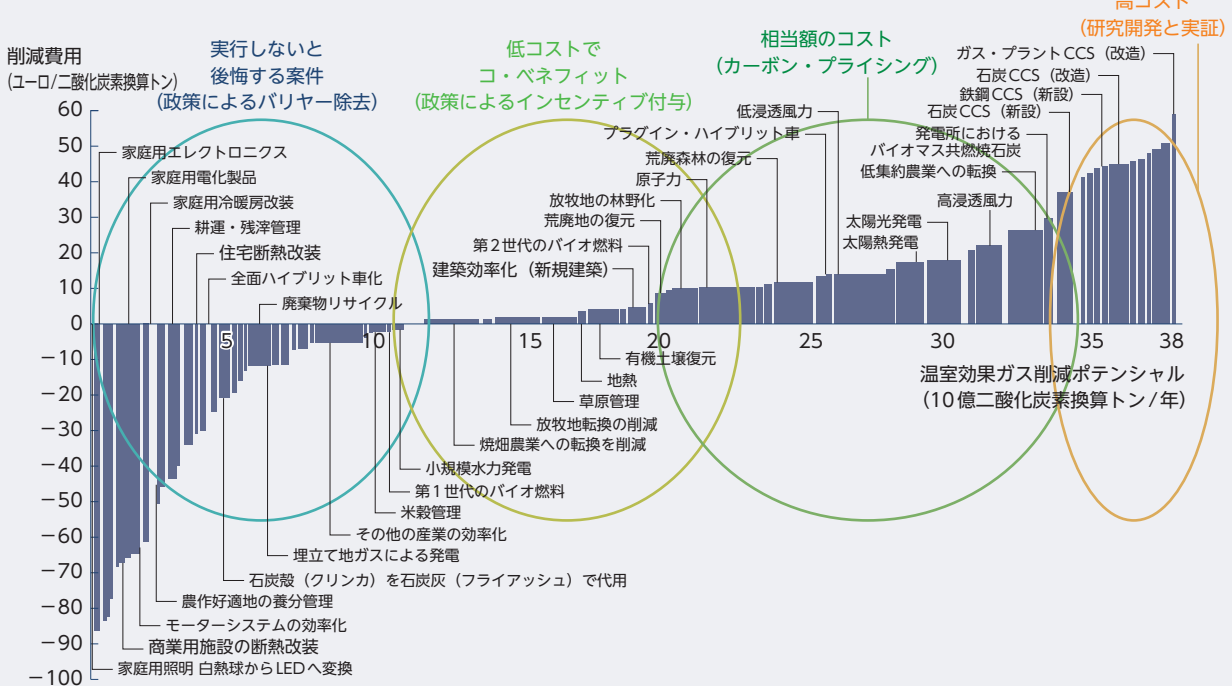 高コスト
(研究開発と実証)
相当額のコスト
(カーボン・プライシング)
低コストで
コ・ベネフィット
(政策によるインセンティブ付与)
実行しないと
後悔する案件
(政策によるバリヤー除去)
削減費用
(ユーロ/二酸化炭素換算トン)
60
50
40
30
20
10
0
−10
−20
−30
−40
−50
−60
−70
−80
−90
−100
家庭用エレクトロニクス
家庭用電化製品
家庭用冷暖房改装
耕運・残滓管理
住宅断熱改装
全面ハイブリット車化
廃棄物リサイクル
ガス・プラントCCS(改造)
石炭CCS(改造)
鉄鋼CCS(新設)
石炭CCS(新設)
発電所における
バイオマス共燃焼石炭
低集約農業への転換
高浸透風力
太陽光発電
太陽熱発電
低浸透風力
プラグイン・ハイブリット車
荒廃森林の復元
原子力
放牧地の林野化
荒廃地の復元
第2世代のバイオ燃料
建築効率化(新規建築)
5
10
15
20
25
30
35
38
温室効果ガス削減ポテンシャル
(10億二酸化炭素換算トン/年)
有機土壌復元
地熱
草原管理
放牧地転換の削減
焼畑農業への転換を削減
小規模水力発電
第1世代のバイオ燃料
米穀管理
その他の産業の効率化
埋立て地ガスによる発電
石炭殻(クリンカ)を石炭灰(フライアッシュ)で代用
農作好適地の養分管理
モーターシステムの効率化
商業用施設の断熱改装
家庭用照明 白熱球からLEDへ変換